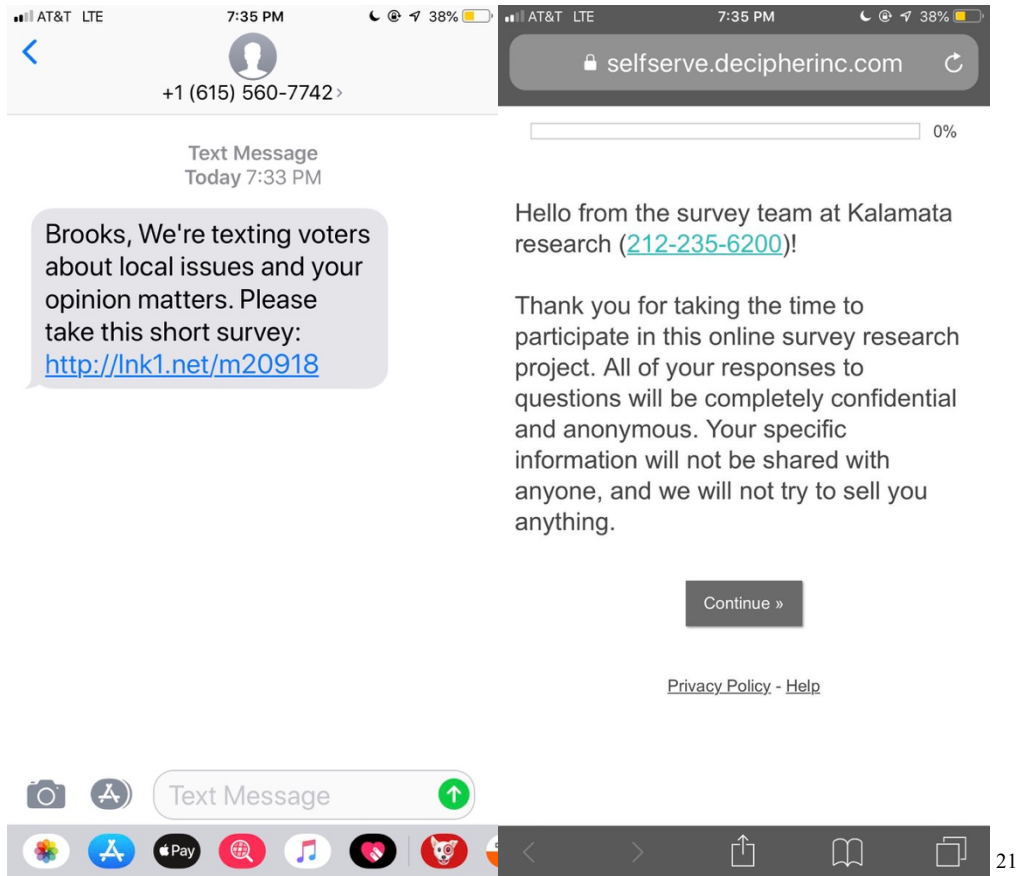 AT&T LTE 7:35 PM 38%
+1 (615) 560-7742
Text Message
Today 7:33 PM
Brooks, We're texting voters
about local issues and your
opinion matters. Please
take this short survey:
http://lnk1.net/m20918
Text Message
Pay
AT&T LTE 7:35 PM 38%
selfserve.decipherinc.com
0%
Hello from the survey team at Kalamata
research (212-235-6200)!
Thank you for taking the time to
participate in this online survey research
project. All of your responses to
questions will be completely confidential
and anonymous. Your specific
information will not be shared with
anyone, and we will not try to sell you
anything.
Continue »
Privacy Policy - Help
21